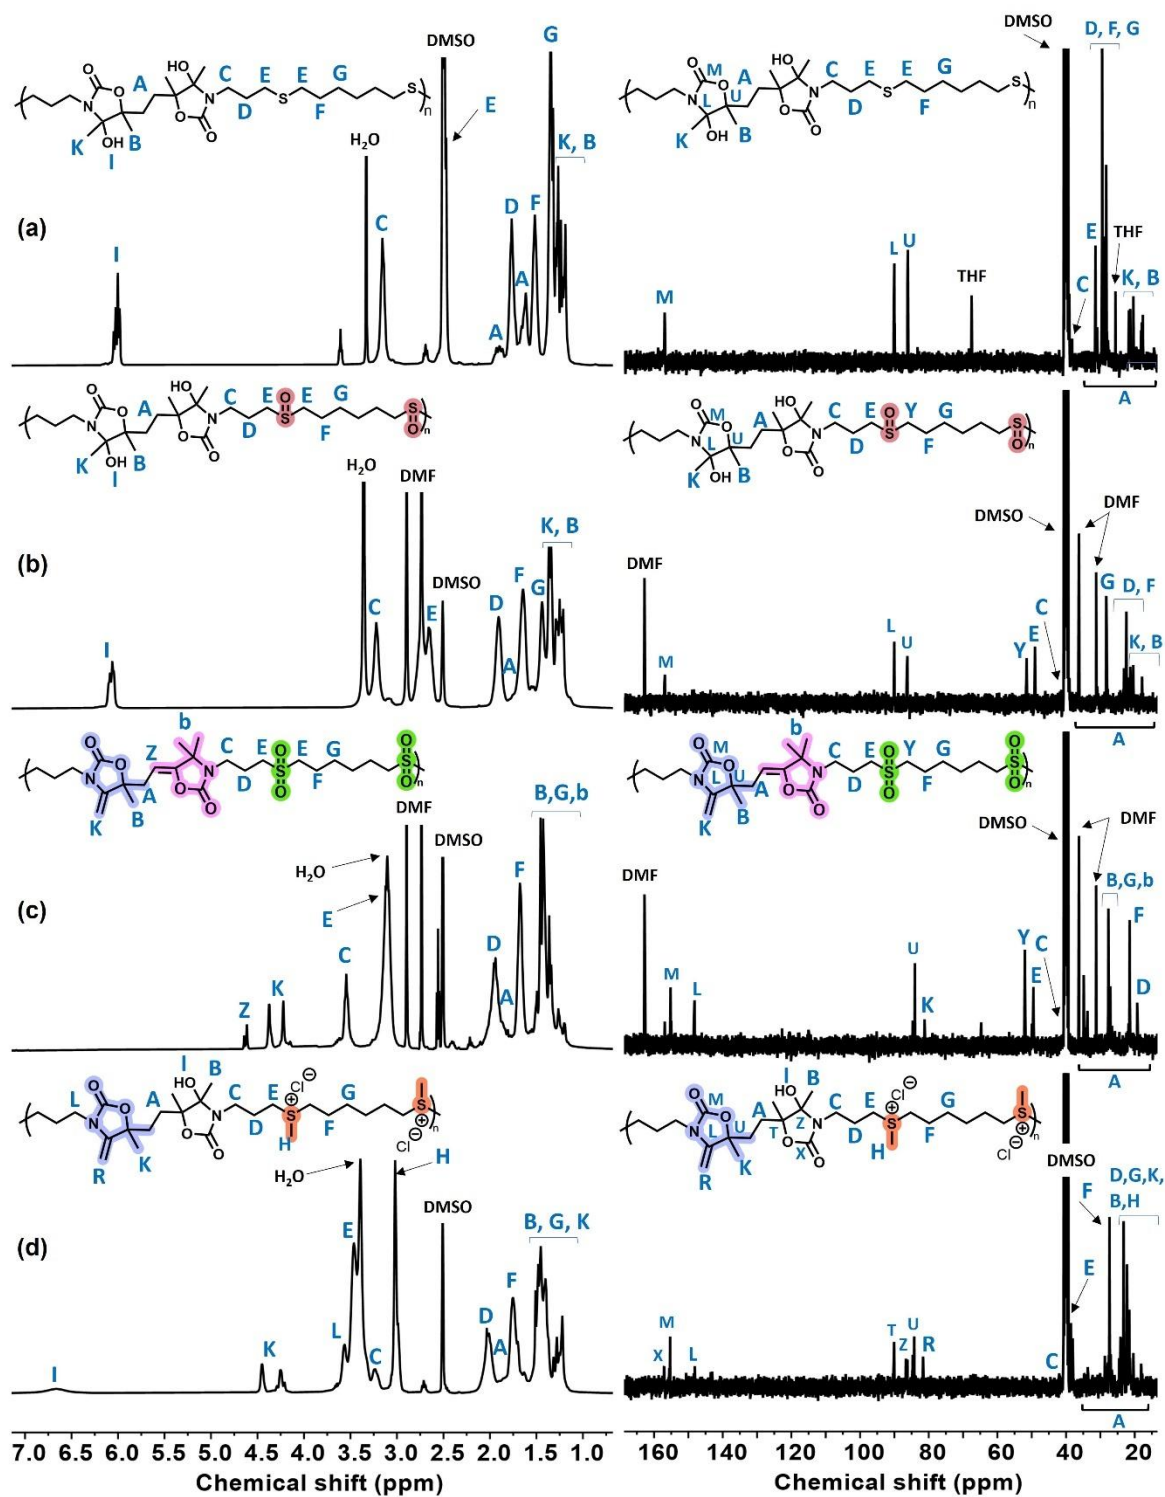 DMSO
G
D, F, G
DMSO
O
HO
A
C
E
E
G
S
O
N
O
N
S
n
F
D
K
OH
B
I
O
E
H₂O
K, B
(a)
C
D
F
A
I
A
O
M
HO
A
C
E
E
G
S
L
U
N
S
n
D
F
K
OH
B
O
E
THF
L
U
THF
K, B
C
M
A
O
HO
A
C
E
E
G
O
S
O
N
O
N
S
O
n
D
F
K
OH
B
I
O
H₂O
DMF
K, B
(b)
DMSO
F
D
G
C
E
I
A
O
M
HO
A
C
E
Y
G
O
S
L
U
N
S
O
n
D
F
K
OH
B
O
DMF
DMSO
DMF
G
D, F
C
L
E
K, B
U
Y
M
A
b
O
Z
C
E
E
G
O
S
O
O
S
O
n
N
O
N
D
F
A
K
B
O
DMF
B,G,b
DMSO
H₂O
F
E
(c)
D
C
K
A
Z
b
O
M
C
E
Y
G
O
S
O
O
S
O
n
L
U
N
D
F
A
K
B
O
DMSO
DMF
DMF
B,G,b
F
Y
C
U
M
E
D
L
K
A
I
HO
B
Cl⊖
O
L
A
C
E
G
S
⊕
n
N
O
N
S
⊕
D
F
Cl⊖
H
K
R
O
H
H₂O
DMSO
B, G, K
E
(d)
F
D
L
A
K
C
I
I
HO
B
Cl⊖
O
M
A
C
E
G
S
⊕
n
L
U
T
Z
N
D
F
Cl⊖
X
H
K
R
O
DMSO
D,G,K,
F
B,H
E
M
T
U
X
L
Z
R
C
A
7.0 6.5 6.0 5.5 5.0 4.5 4.0 3.5 3.0 2.5 2.0 1.5 1.0
160 140 120 100 80 60 40 20
Chemical shift (ppm)
Chemical shift (ppm)